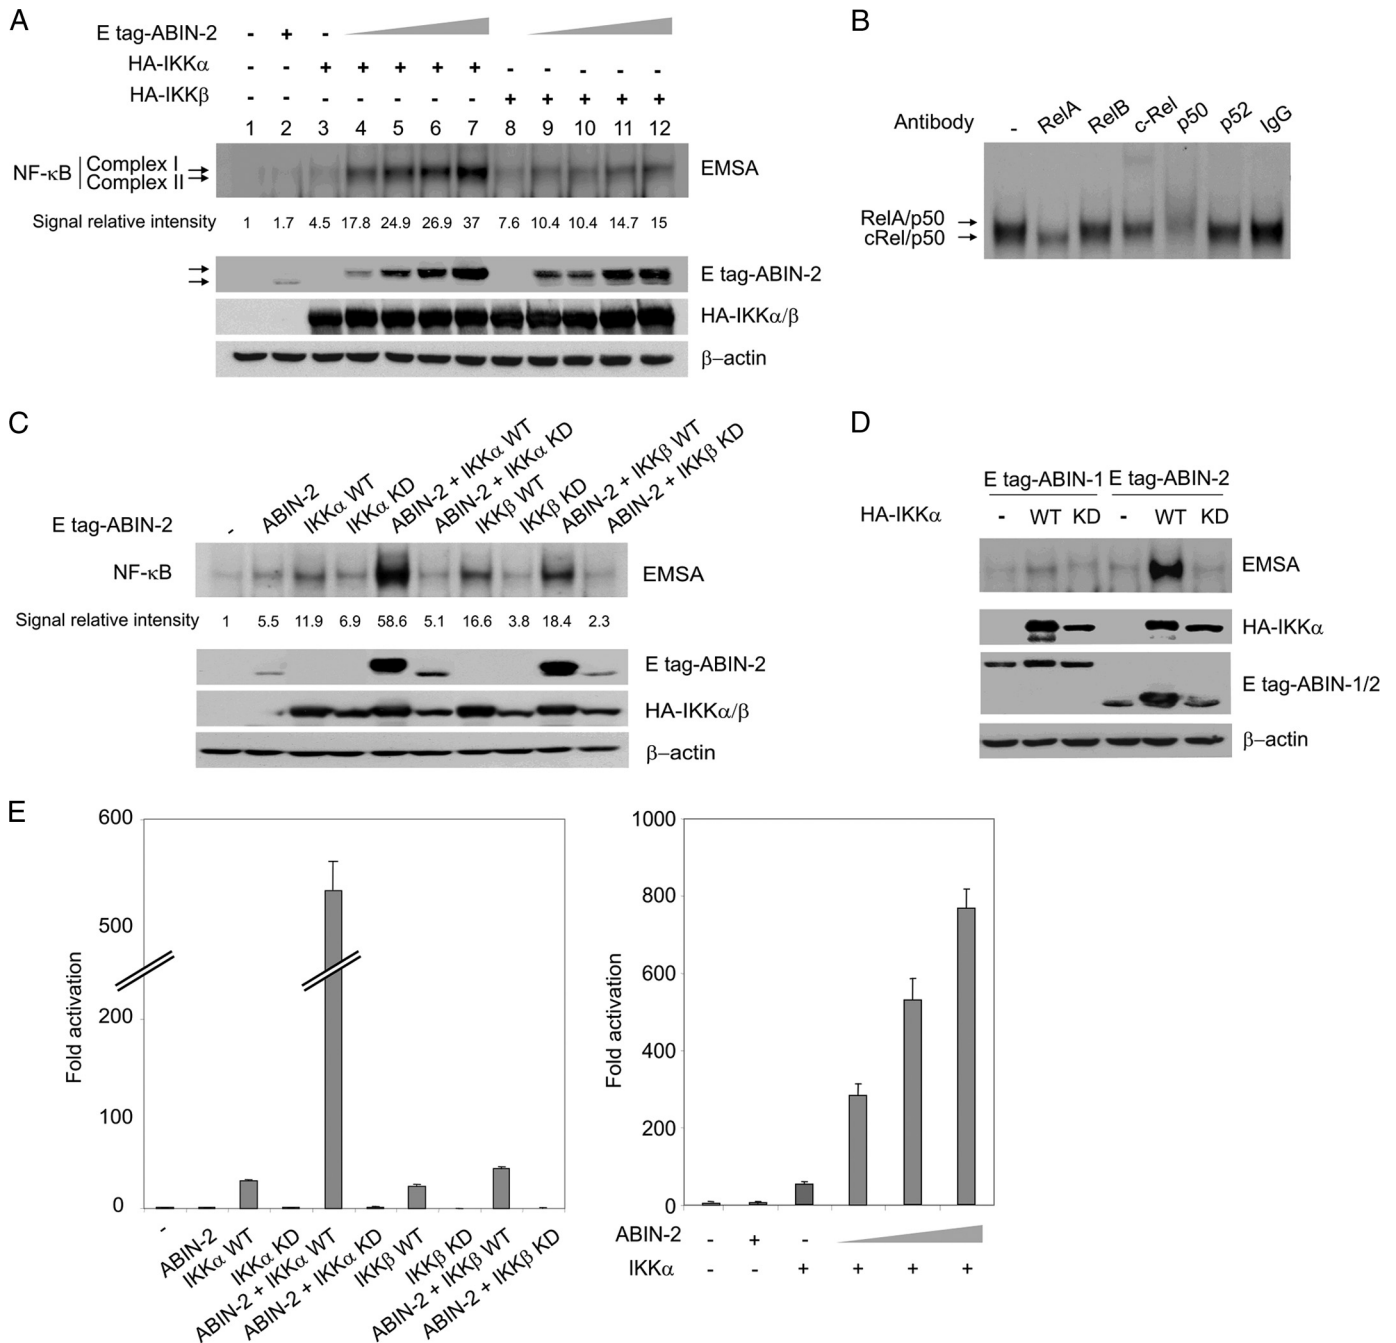 A
E tag-ABIN-2 - + -
HA-IKKα - - + + + + + - - - - -
HA-IKKβ - - - - - - - + + + + +
1 2 3 4 5 6 7 8 9 10 11 12
NF-κB Complex I
Complex II
EMSA
Signal relative intensity 1 1.7 4.5 17.8 24.9 26.9 37 7.6 10.4 10.4 14.7 15
E tag-ABIN-2
HA-IKKα/β
β-actin
B
Antibody - RelA RelB c-Rel p50 p52 IgG
RelA/p50
cRel/p50
C
E tag-ABIN-2 - ABIN-2 IKKα WT IKKα KD ABIN-2 + IKKα WT ABIN-2 + IKKα KD IKKβ WT IKKβ KD ABIN-2 + IKKβ WT ABIN-2 + IKKβ KD
NF-κB EMSA
Signal relative intensity 1 5.5 11.9 6.9 58.6 5.1 16.6 3.8 18.4 2.3
E tag-ABIN-2
HA-IKKα/β
β-actin
D
E tag-ABIN-1 E tag-ABIN-2
HA-IKKα - WT KD - WT KD
EMSA
HA-IKKα
E tag-ABIN-1/2
β-actin
E
Fold activation
600
500
200
100
0
- ABIN-2 IKKα WT IKKα KD ABIN-2 + IKKα WT ABIN-2 + IKKα KD IKKβ WT IKKβ KD ABIN-2 + IKKβ WT ABIN-2 + IKKβ KD
Fold activation
1000
800
600
400
200
0
ABIN-2 - + -
IKKα - - + + + +